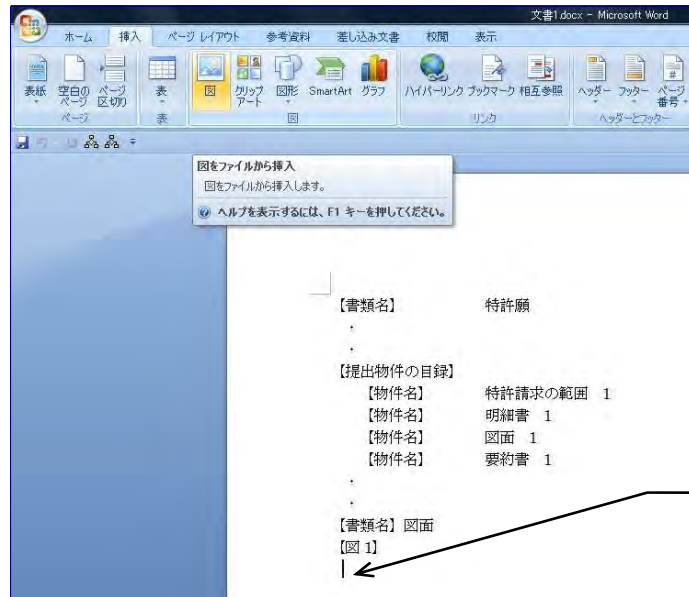 文書1.docx - Microsoft Word
ホーム 挿入 ページ レイアウト 参考資料 差し込み文書 校閲 表示
表紙 空白のページ ページ区切り 表 図 クリップアート 図形 SmartArt グラフ ハイパーリンク ブックマーク 相互参照 ヘッダー フッター ページ番号
ページ 表 図 リンク ヘッダーとフッター
図をファイルから挿入
図をファイルから挿入します。
ヘルプを表示するには、F1 キーを押してください。
【書類名】 特許願
・
・
【提出物件の目録】
【物件名】 特許請求の範囲 1
【物件名】 明細書 1
【物件名】 図面 1
【物件名】 要約書 1
・
・
【書類名】図面
【図 1】